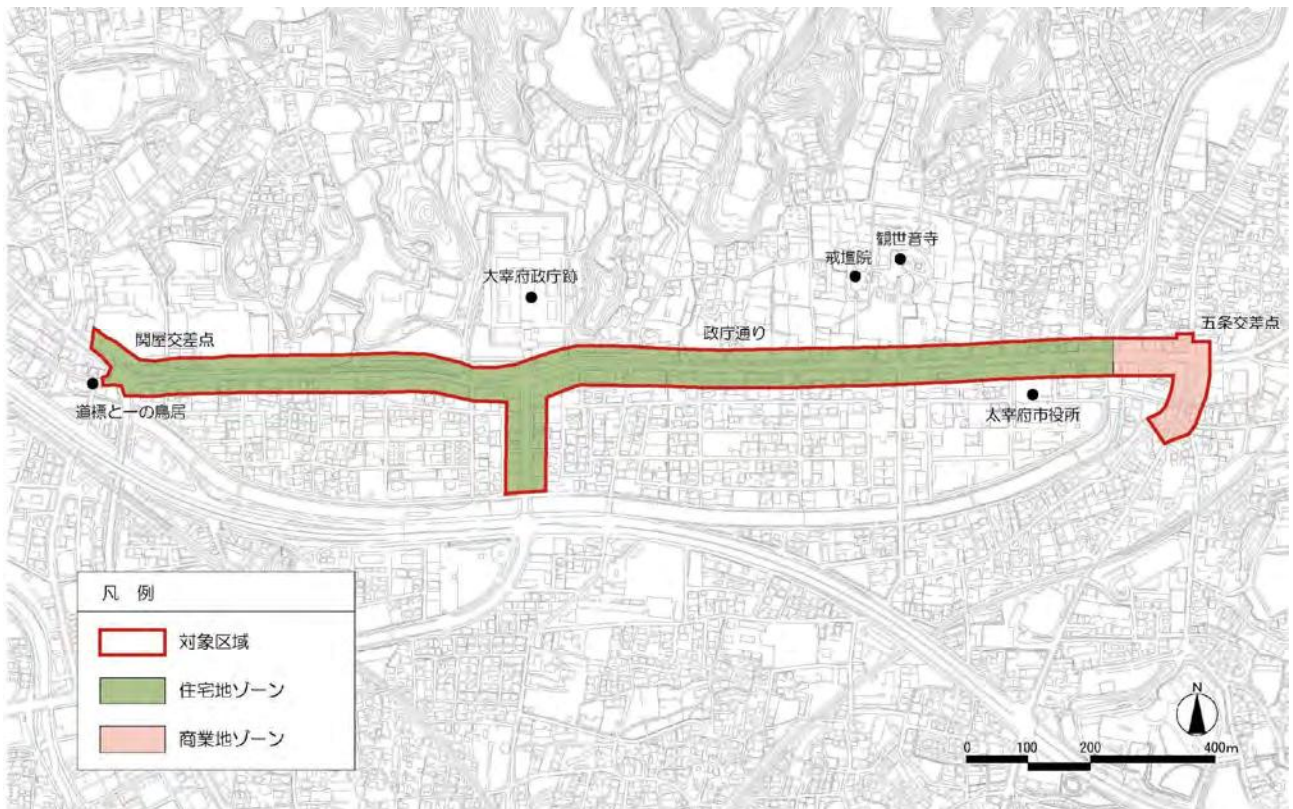 観世音寺
戒壇院
大宰府政庁跡
関屋交差点
政庁通り
五条交差点
道標と一の鳥居
太宰府市役所
凡 例
対象区域
住宅地ゾーン
商業地ゾーン
N
0 100 200 400m